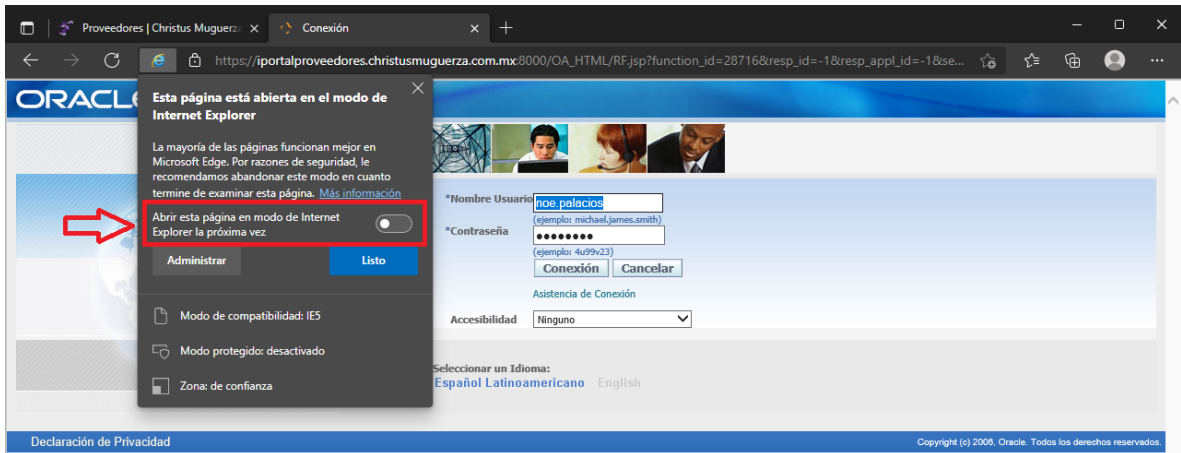 Proveedores | Christus Muguerza
Conexión
https://iportalproveedores.christusmuguerza.com.mx:8000/OA_HTML/RF.jsp?function_id=28716&resp_id=-1&resp_appl_id=-1&se...
ORACLE
Esta página está abierta en el modo de
Internet Explorer
La mayoría de las páginas funcionan mejor en
Microsoft Edge. Por razones de seguridad, le
recomendamos abandonar este modo en cuanto
termine de examinar esta página. Más información
Abrir esta página en modo de Internet
Explorer la próxima vez
Administrar
Listo
Modo de compatibilidad: IE5
Modo protegido: desactivado
Zona: de confianza
*Nombre Usuario noe.palacios
(ejemplo: michael.james.smith)
*Contraseña
(ejemplo: 4u99v23)
Conexión Cancelar
Asistencia de Conexión
Accesibilidad Ninguno
Seleccionar un Idioma:
Español Latinoamericano English
Declaración de Privacidad
Copyright (c) 2006, Oracle. Todos los derechos reservados.